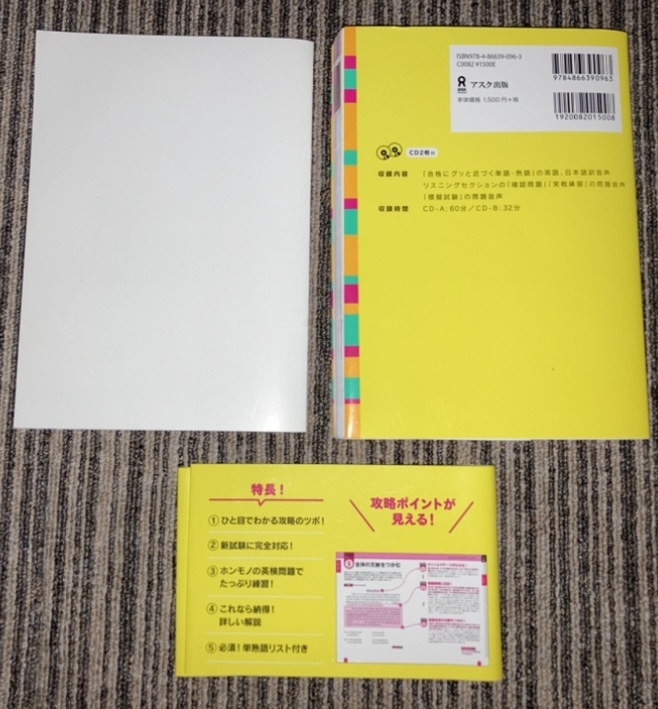 ISBN978-4-86639-096-3
C0082 ¥1500E
アスク出版
本体価格 1,500円+税
9784866390963
1920082015008
CD2枚付
収録内容 「合格にグッと近づく単語・熟語」の英語、日本語訳音声
リスニングセクションの「確認問題」「実戦練習」の問題音声
「模擬試験」の問題音声
収録時間 CD-A:60分/CD-B:32分
特長!
①ひと目でわかる攻略のツボ!
②新試験に完全対応!
③ホンモノの英検問題で
たっぷり練習!
④これなら納得!
詳しい解説
⑤必須!単熟語リスト付き
攻略ポイントが
見える!
全体の文脈をつかむ